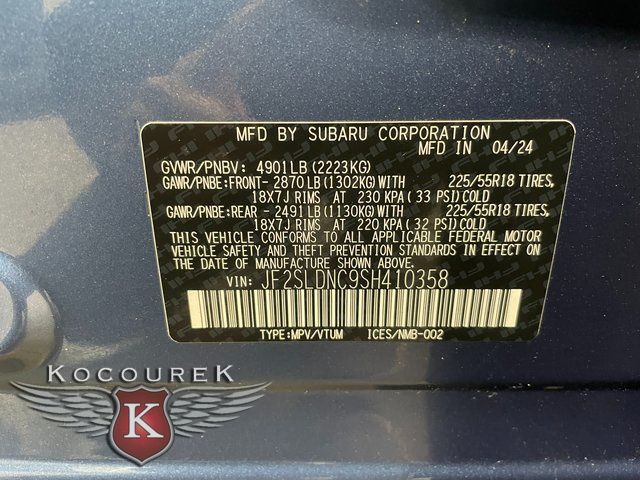 MFD BY SUBARU CORPORATION
MFD IN 04/24
GVWR/PNBV: 4901LB(2223KG)
GAWR/PNBE:FRONT- 2870LB(1302KG)WITH 225/55R18 TIRES,
18X7J RIMS AT 230 KPA(33 PSI)COLD
GAWR/PNBE:REAR - 2491LB(1130KG)WITH 225/55R18 TIRES,
18X7J RIMS AT 220 KPA(32 PSI)COLD
THIS VEHICLE CONFORMS TO ALL APPLICABLE FEDERAL MOTOR
VEHICLE SAFETY AND THEFT PREVENTION STANDARDS IN EFFECT
ON THE DATE OF MANUFACTURE SHOWN ABOVE.
VIN: JF2SLDNC9SH410358
TYPE:MPV/VTUM ICES/NMB-002
KOCOUREK
K